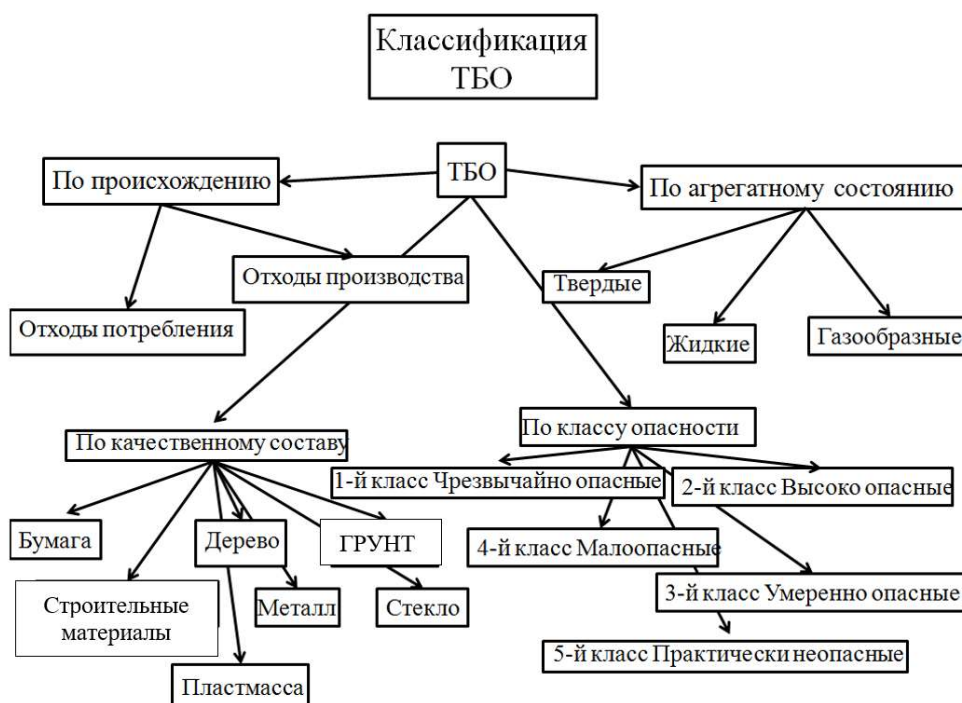 Классификация
ТБО
ТБО
По происхождению
По агрегатному состоянию
Отходы производства
Твердые
Отходы потребления
Жидкие
Газообразные
По качественному составу
По классу опасности
1-й класс Чрезвычайно опасные
2-й класс Высоко опасные
Бумага
Дерево
ГРУНТ
4-й класс Малоопасные
Строительные
материалы
Металл
Стекло
3-й класс Умеренно опасные
5-й класс Практически неопасные
Пластмасса